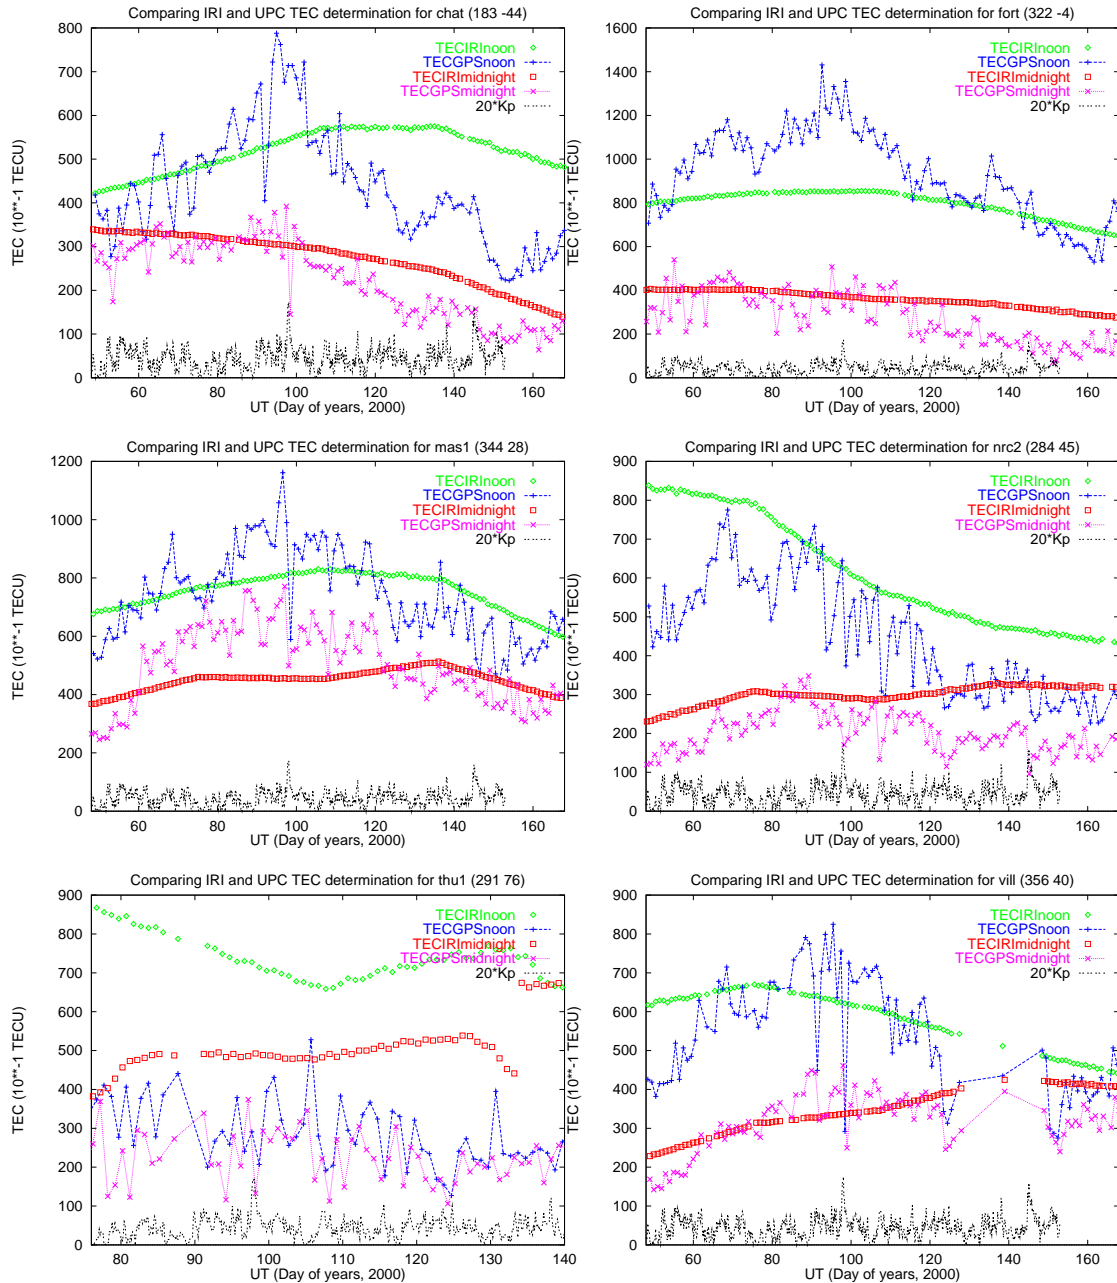 Comparing IRI and UPC TEC determination for chat (183 -44)
800
700
600
500
400
300
200
100
0
TEC (10**-1 TECU)
TECIRInoon
TECGPSnoon
TECIRImidnight
TECGPSmidnight
20*Kp
60 80 100 120 140 160
UT (Day of years, 2000)
Comparing IRI and UPC TEC determination for fort (322 -4)
1600
1400
1200
1000
800
600
400
200
0
TEC (10**-1 TECU)
TECIRInoon
TECGPSnoon
TECIRImidnight
TECGPSmidnight
20*Kp
60 80 100 120 140 160
UT (Day of years, 2000)
Comparing IRI and UPC TEC determination for mas1 (344 28)
1200
1000
800
600
400
200
0
TEC (10**-1 TECU)
TECIRInoon
TECGPSnoon
TECIRImidnight
TECGPSmidnight
20*Kp
60 80 100 120 140 160
UT (Day of years, 2000)
Comparing IRI and UPC TEC determination for nrc2 (284 45)
900
800
700
600
500
400
300
200
100
0
TEC (10**-1 TECU)
TECIRInoon
TECGPSnoon
TECIRImidnight
TECGPSmidnight
20*Kp
60 80 100 120 140 160
UT (Day of years, 2000)
Comparing IRI and UPC TEC determination for thu1 (291 76)
900
800
700
600
500
400
300
200
100
0
TEC (10**-1 TECU)
TECIRInoon
TECGPSnoon
TECIRImidnight
TECGPSmidnight
20*Kp
80 90 100 110 120 130 140
UT (Day of years, 2000)
Comparing IRI and UPC TEC determination for vill (356 40)
900
800
700
600
500
400
300
200
100
0
TEC (10**-1 TECU)
TECIRInoon
TECGPSnoon
TECIRImidnight
TECGPSmidnight
20*Kp
60 80 100 120 140 160
UT (Day of years, 2000)